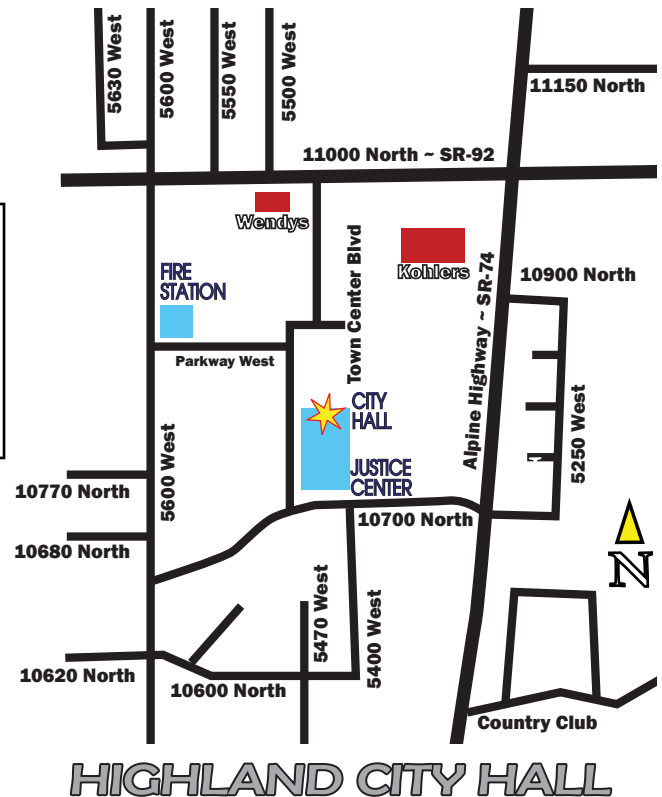 5630 West
5600 West
5550 West
5500 West
11150 North
11000 North ~ SR-92
Wendys
Town Center Blvd
Kohlers
FIRE
STATION
Alpine Highway ~ SR-74
10900 North
Parkway West
CITY
HALL
5250 West
5600 West
JUSTICE
CENTER
10770 North
10700 North
10680 North
N
5470 West
5400 West
10620 North
10600 North
Country Club
HIGHLAND CITY HALL